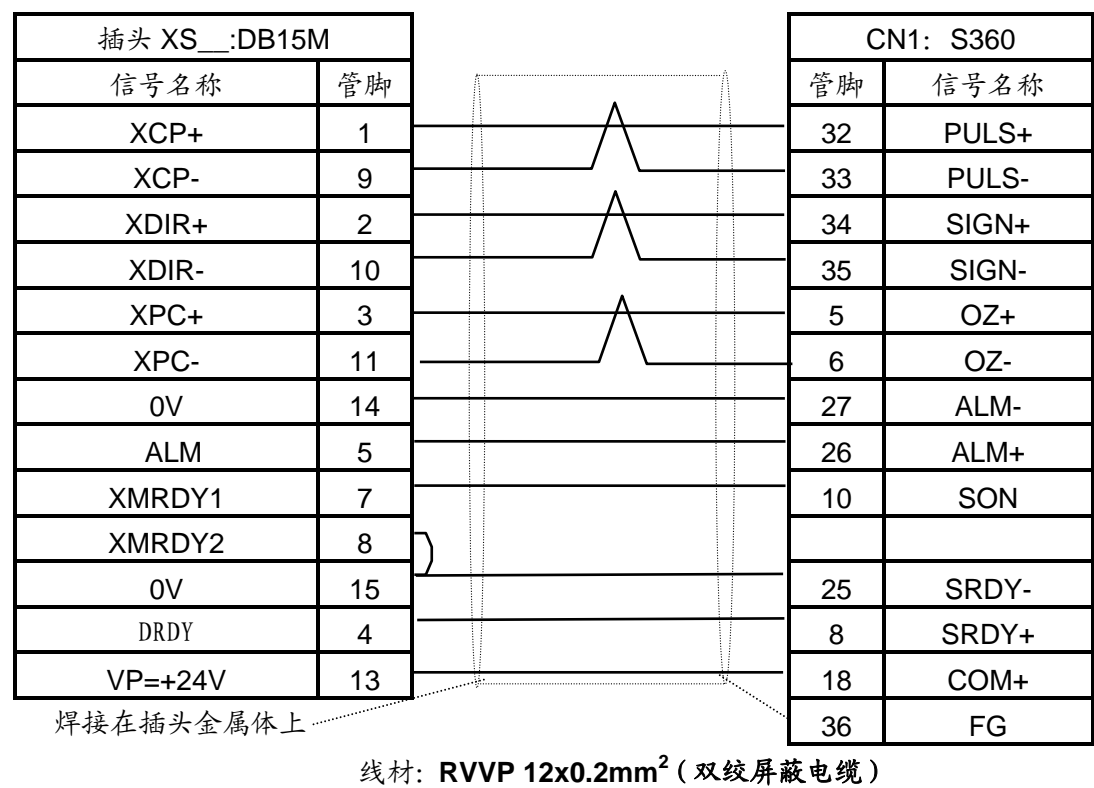 插头 XS__:DB15M CN1: S360
信号名称 管脚 管脚 信号名称
XCP+ 1 32 PULS+
XCP- 9 33 PULS-
XDIR+ 2 34 SIGN+
XDIR- 10 35 SIGN-
XPC+ 3 5 OZ+
XPC- 11 6 OZ-
0V 14 27 ALM-
ALM 5 26 ALM+
XMRDY1 7 10 SON
XMRDY2 8
0V 15 25 SRDY-
DRDY 4 8 SRDY+
VP=+24V 13 18 COM+
焊接在插头金属体上 36 FG
线材: RVVP 12x0.2mm²(双绞屏蔽电缆)